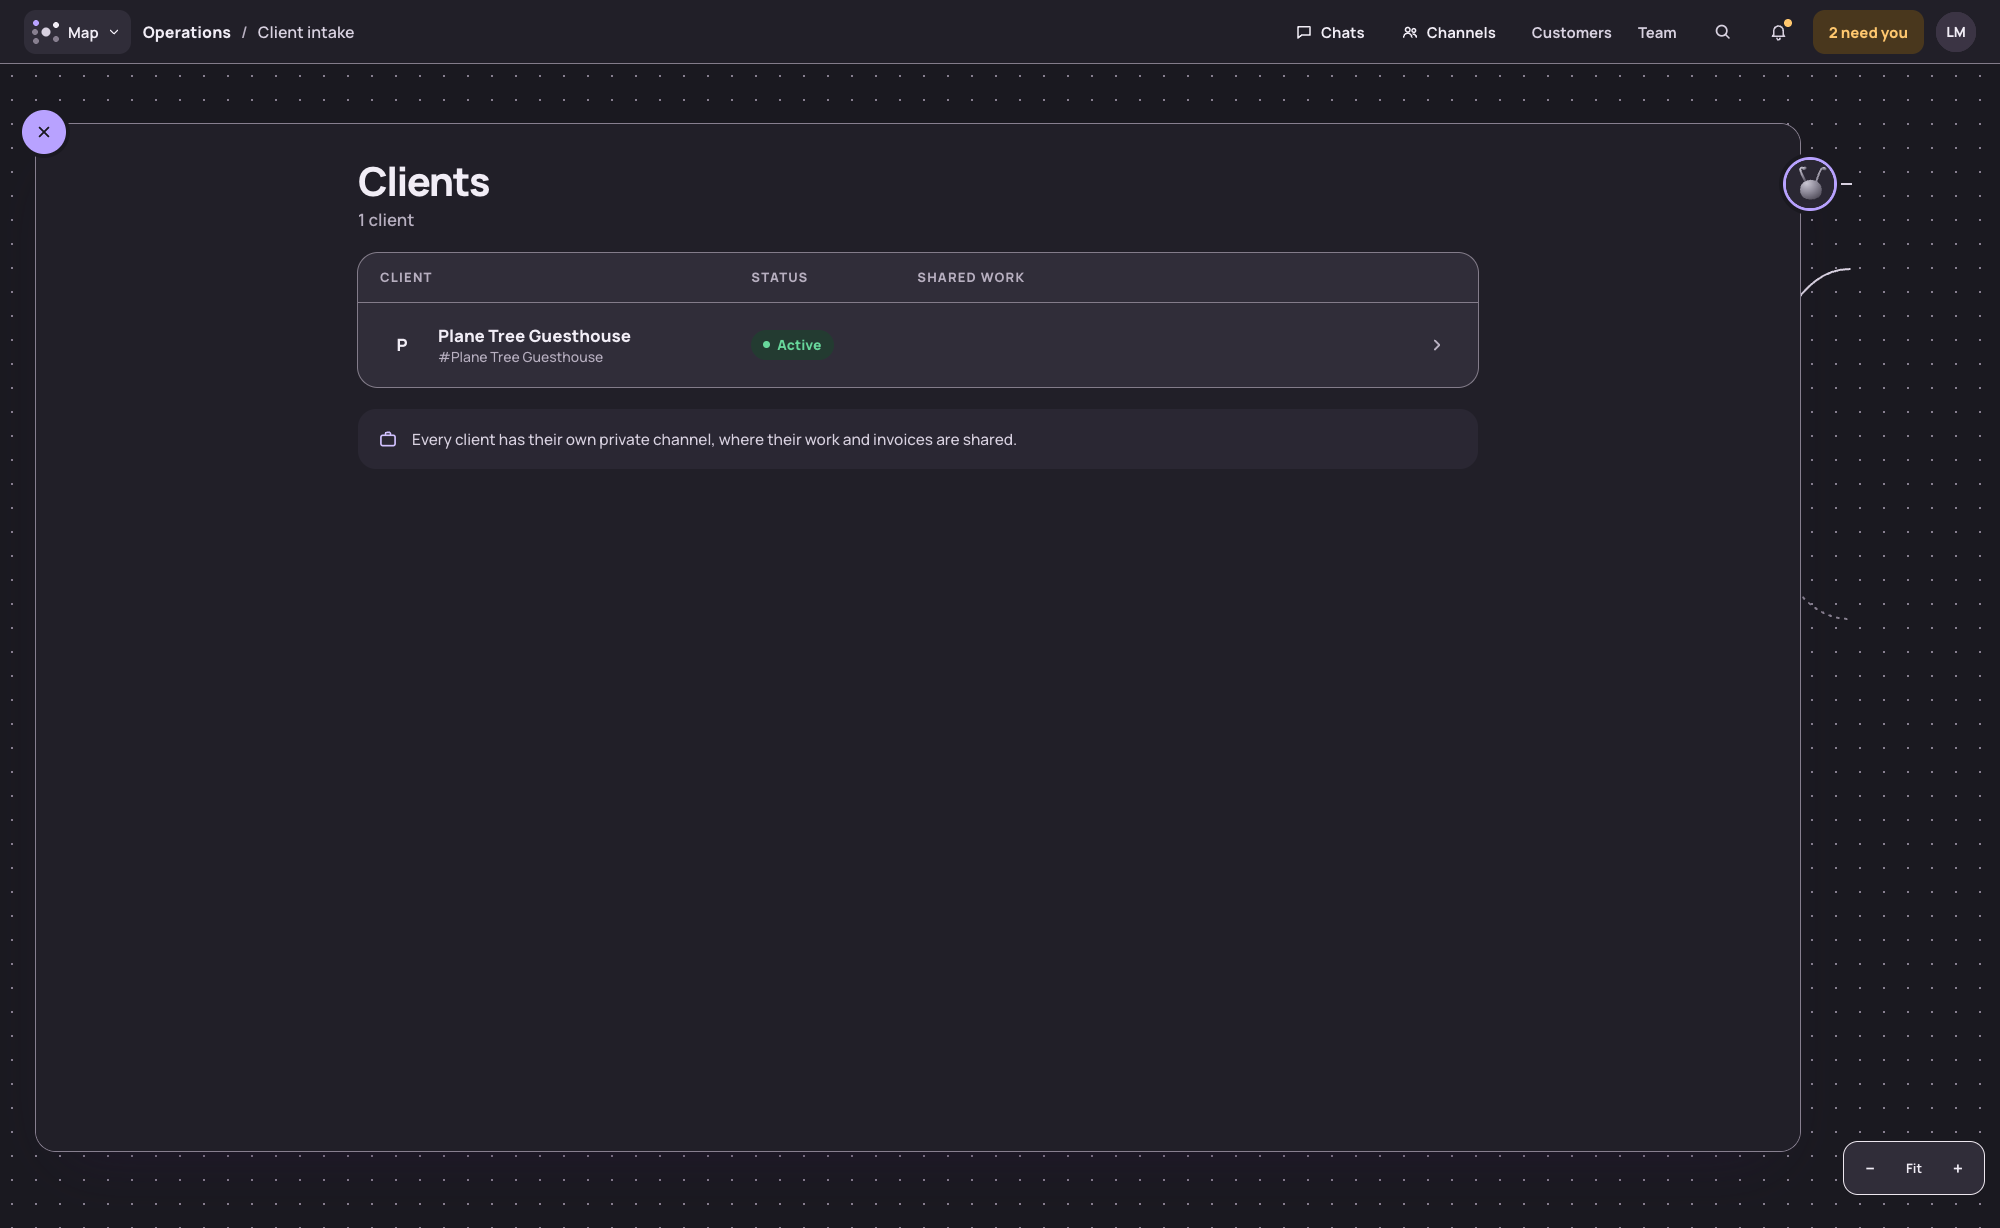 Map
Operations / Client intake
Chats
Channels
Customers
Team
2 need you
LM
Clients
1 client
CLIENT STATUS SHARED WORK
P
Plane Tree Guesthouse
#Plane Tree Guesthouse
Active
Every client has their own private channel, where their work and invoices are shared.
− Fit +